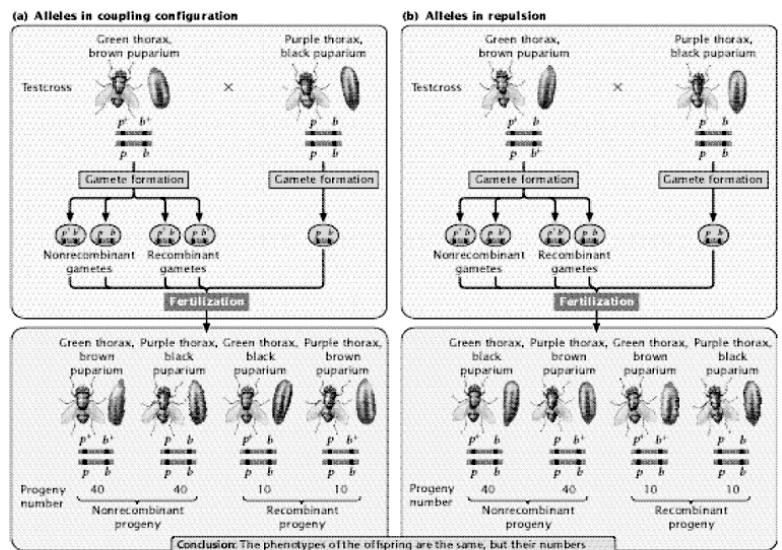 (a) Alleles in coupling configuration
Green thorax,
brown puparium
Purple thorax,
black puparium
Testcross
×
p⁺ b⁺
p b
p b
p b
Gamete formation
Gamete formation
Nonrecombinant
gametes
Recombinant
gametes
Fertilization
Green thorax,
brown
puparium
Purple thorax,
black
puparium
Green thorax,
black
puparium
Purple thorax,
brown
puparium
p b
p b
p b
p b
Progeny
number
40
40
10
10
Nonrecombinant
progeny
Recombinant
progeny
(b) Alleles in repulsion
Green thorax,
brown puparium
Purple thorax,
black puparium
Testcross
×
p b
p b
Gamete formation
Gamete formation
Nonrecombinant
gametes
Recombinant
gametes
Fertilization
Green thorax,
black
puparium
Purple thorax,
brown
puparium
Green thorax,
brown
puparium
Purple thorax,
black
puparium
p b
p b
p b
p b
Progeny
number
40
40
10
10
Nonrecombinant
progeny
Recombinant
progeny
Conclusion: The phenotypes of the offspring are the same, but their numbers